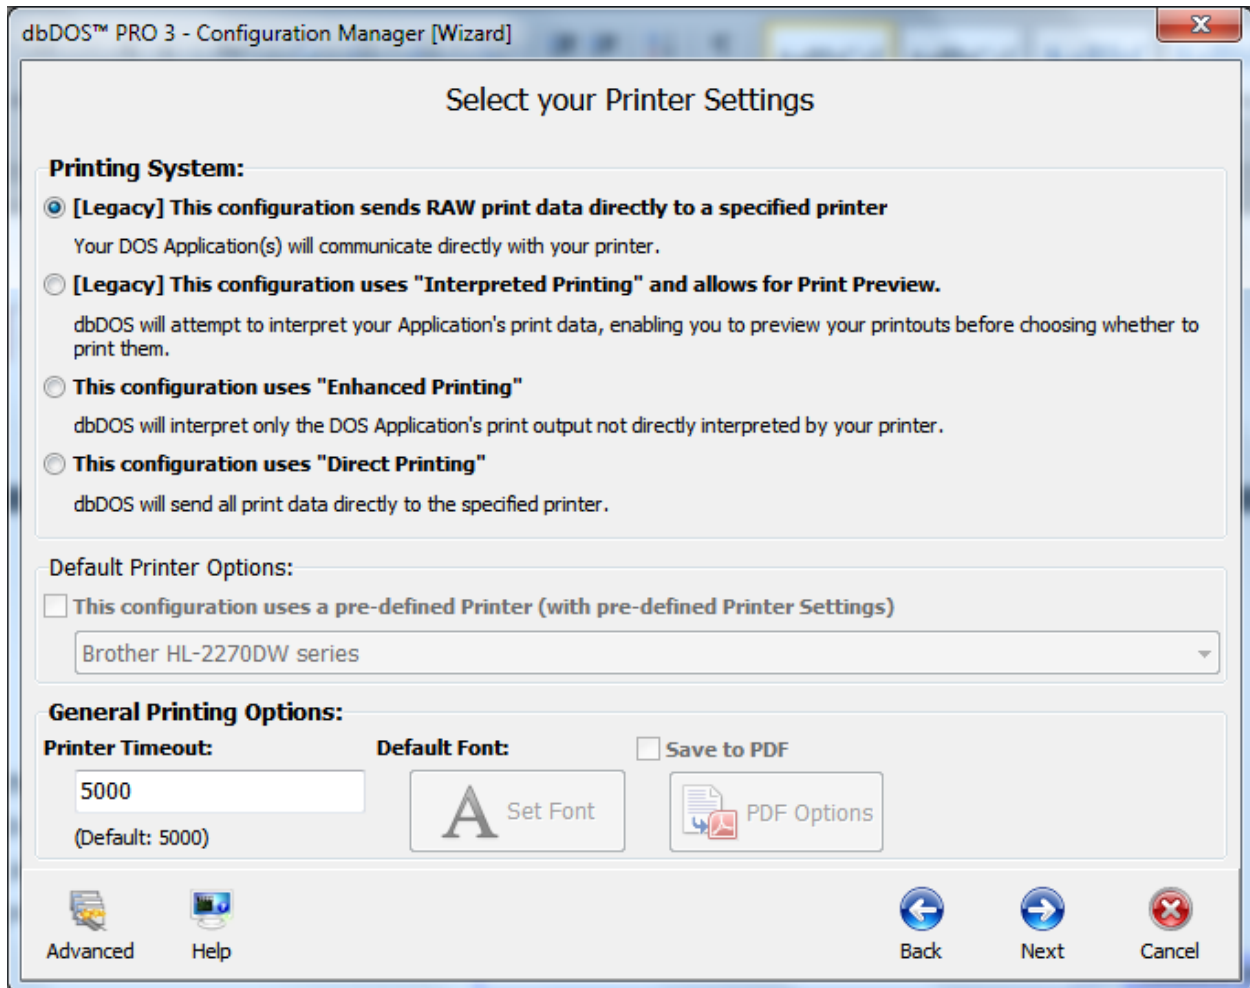 dbDOS™ PRO 3 - Configuration Manager [Wizard]
Select your Printer Settings
Printing System:
[Legacy] This configuration sends RAW print data directly to a specified printer
Your DOS Application(s) will communicate directly with your printer.
[Legacy] This configuration uses "Interpreted Printing" and allows for Print Preview.
dbDOS will attempt to interpret your Application's print data, enabling you to preview your printouts before choosing whether to
print them.
This configuration uses "Enhanced Printing"
dbDOS will interpret only the DOS Application's print output not directly interpreted by your printer.
This configuration uses "Direct Printing"
dbDOS will send all print data directly to the specified printer.
Default Printer Options:
This configuration uses a pre-defined Printer (with pre-defined Printer Settings)
Brother HL-2270DW series
General Printing Options:
Printer Timeout: Default Font: Save to PDF
5000 Set Font PDF Options
(Default: 5000)
Advanced Help Back Next Cancel